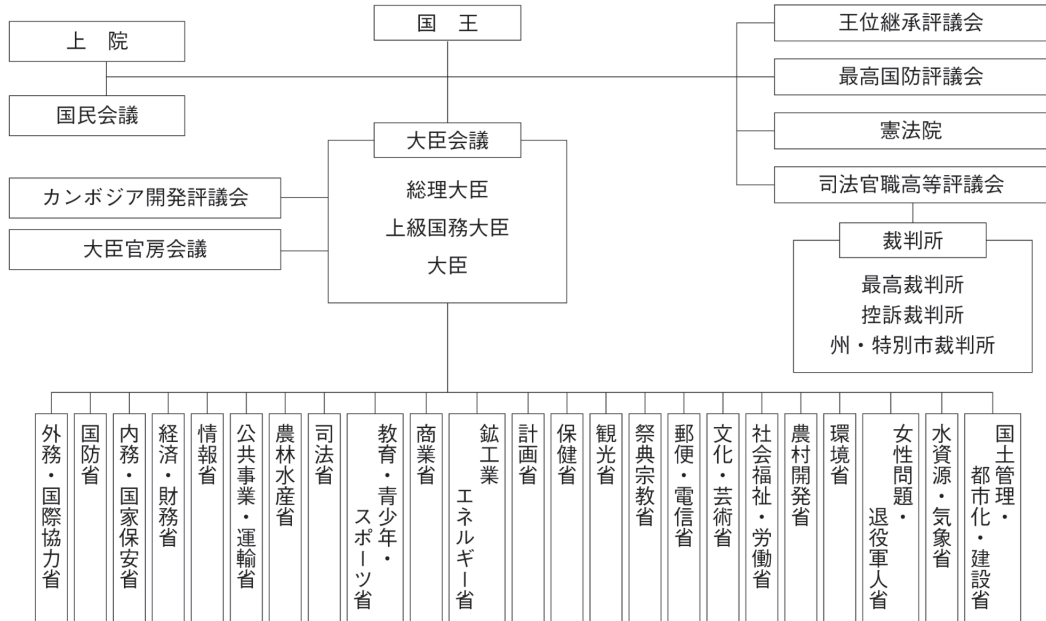 上 院
国 王
王位継承評議会
最高国防評議会
国民会議
憲法院
大臣会議
総理大臣
上級国務大臣
大臣
カンボジア開発評議会
大臣官房会議
司法官職高等評議会
裁判所
最高裁判所
控訴裁判所
州・特別市裁判所
外務・国際協力省
国防省
内務・国家保安省
経済・財務省
情報省
公共事業・運輸省
農林水産省
司法省
教育・青少年・
スポーツ省
商業省
鉱工業
エネルギー省
計画省
保健省
観光省
祭典宗教省
郵便・電信省
文化・芸術省
社会福祉・労働省
農村開発省
環境省
女性問題・
退役軍人省
水資源・気象省
国土管理・
都市化・建設省